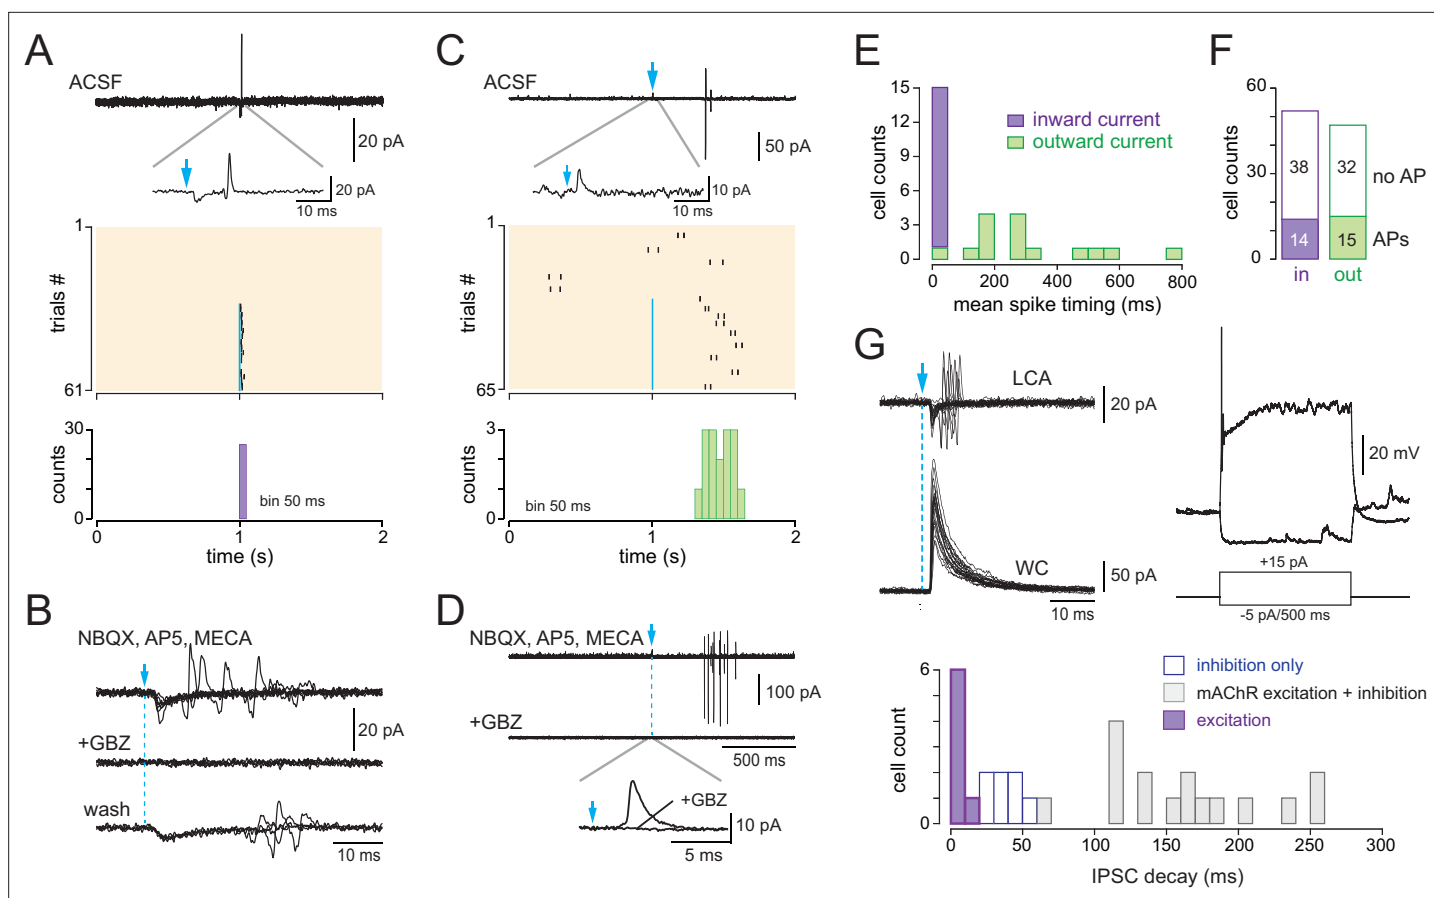 A
ACSF
20 pA
20 pA
10 ms
1
trials #
61
30
counts
0
bin 50 ms
0
1
2
time (s)
B
NBQX, AP5, MECA
20 pA
+GBZ
wash
10 ms
C
ACSF
50 pA
10 pA
10 ms
1
trials #
65
3
counts
0
bin 50 ms
0
1
2
time (s)
D
NBQX, AP5, MECA
100 pA
+GBZ
500 ms
+GBZ
10 pA
5 ms
E
15
12
9
6
3
0
cell counts
inward current
outward current
0
200
400
600
800
mean spike timing (ms)
F
60
30
0
cell counts
38
32
no AP
14
15
APs
in
out
G
LCA
20 pA
WC
50 pA
10 ms
20 mV
+15 pA
-5 pA/500 ms
6
cell count
0
inhibition only
mAChR excitation + inhibition
excitation
0
50
100
150
200
250
300
IPSC decay (ms)